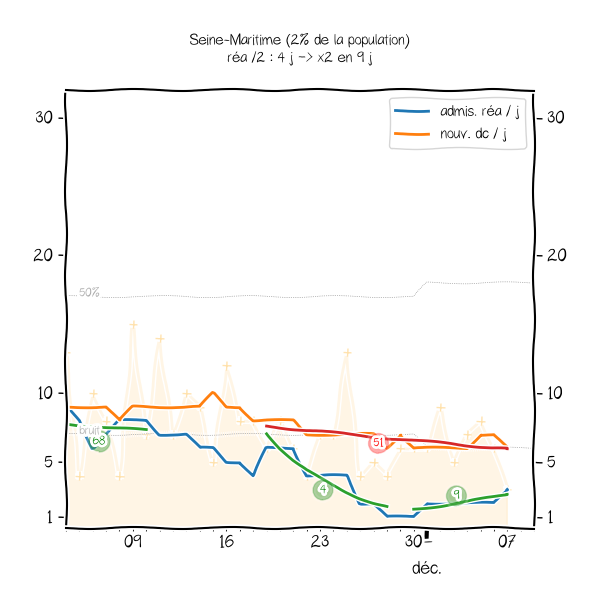 Seine-Maritime (2% de la population)
réa /2 : 4 j -> x2 en 9 j
admis. réa / j
nouv. dc / j
30 30
20 20
50%
10 10
bruit
68
51
5 5
4
9
1 1
09 16 23 30 07
déc.